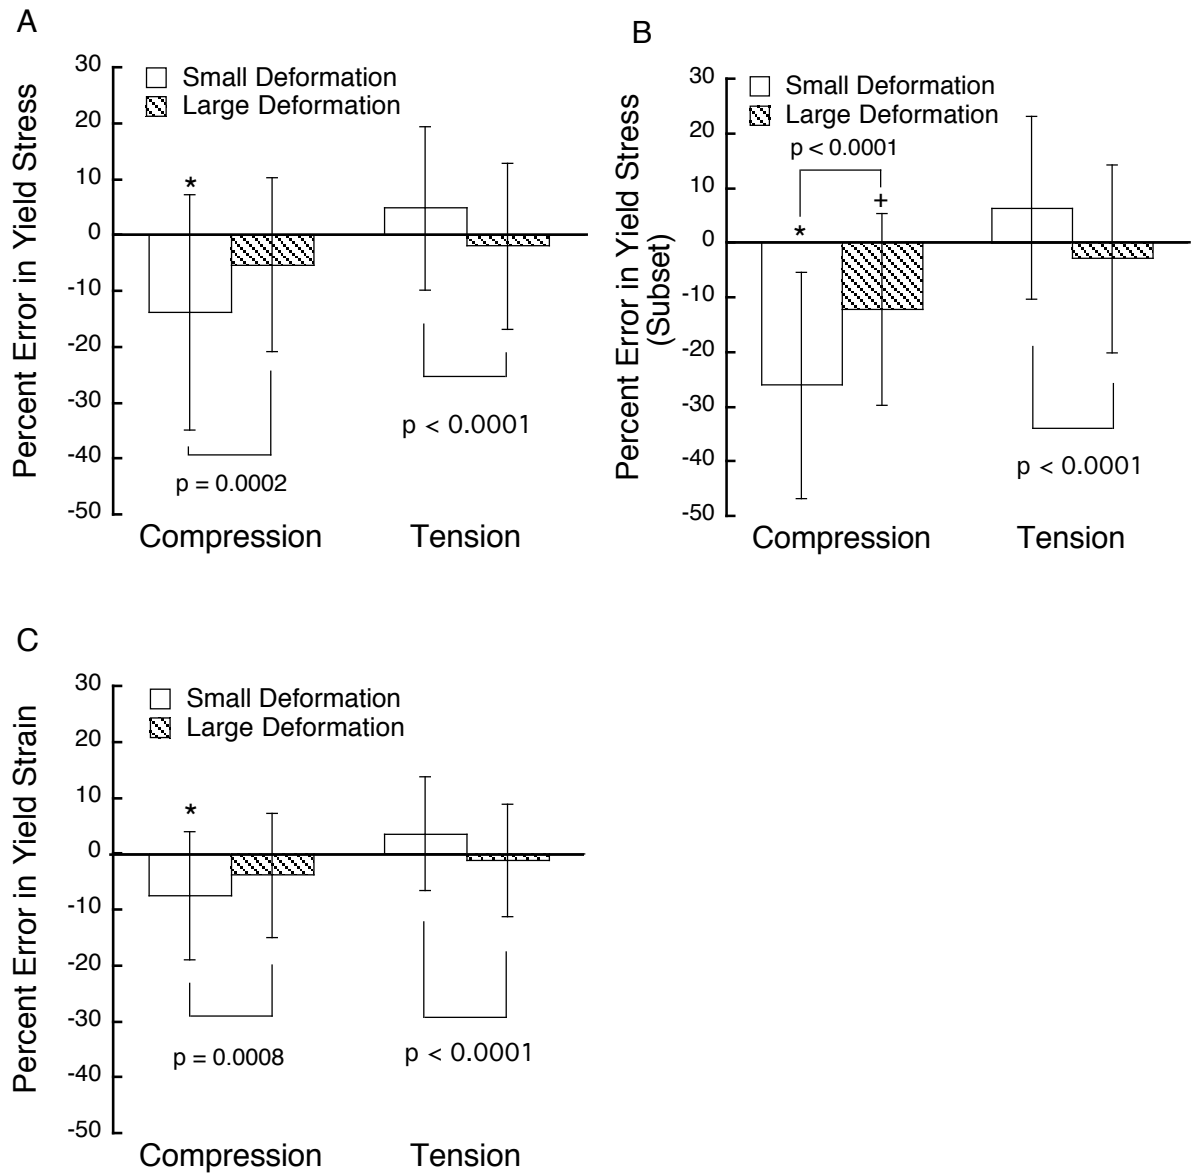 A
Percent Error in Yield Stress
30
20
10
0
-10
-20
-30
-40
-50
Small Deformation
Large Deformation
*
p = 0.0002
p < 0.0001
Compression
Tension
B
Percent Error in Yield Stress
(Subset)
30
20
10
0
-10
-20
-30
-40
-50
Small Deformation
Large Deformation
p < 0.0001
+
*
p < 0.0001
Compression
Tension
C
Percent Error in Yield Strain
30
20
10
0
-10
-20
-30
-40
-50
Small Deformation
Large Deformation
*
p = 0.0008
p < 0.0001
Compression
Tension